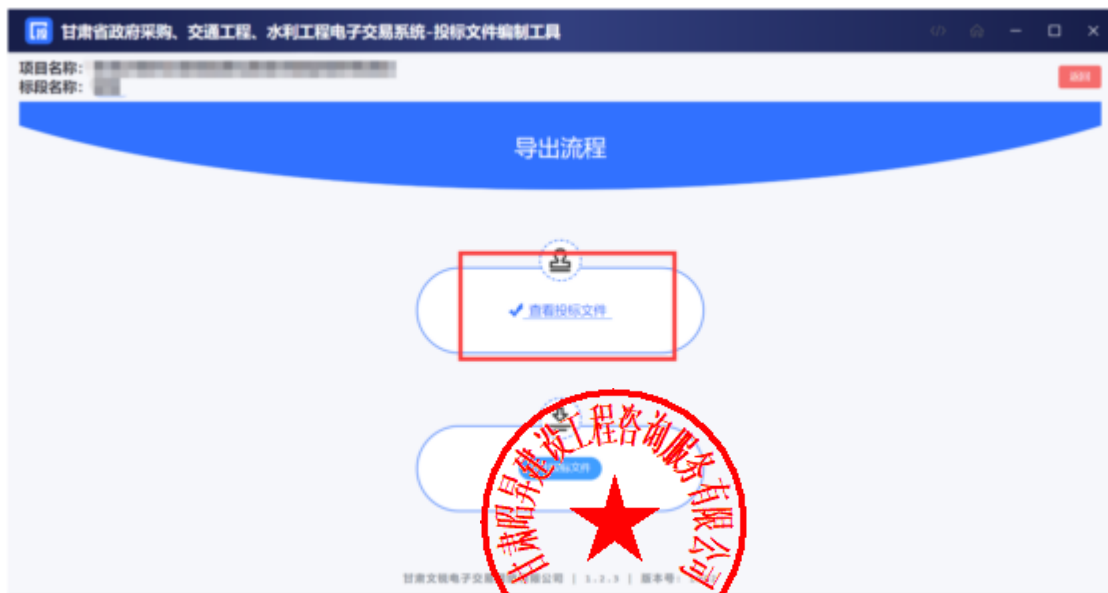 甘肃省政府采购、交通工程、水利工程电子交易系统-投标文件编制工具
项目名称：
标段名称：
返回
导出流程
查看投标文件
标文件
甘肃昭昇建设工程咨询服务有限公司
甘肃文锐电子交易 公司 | 1.2.3 | 版本号：